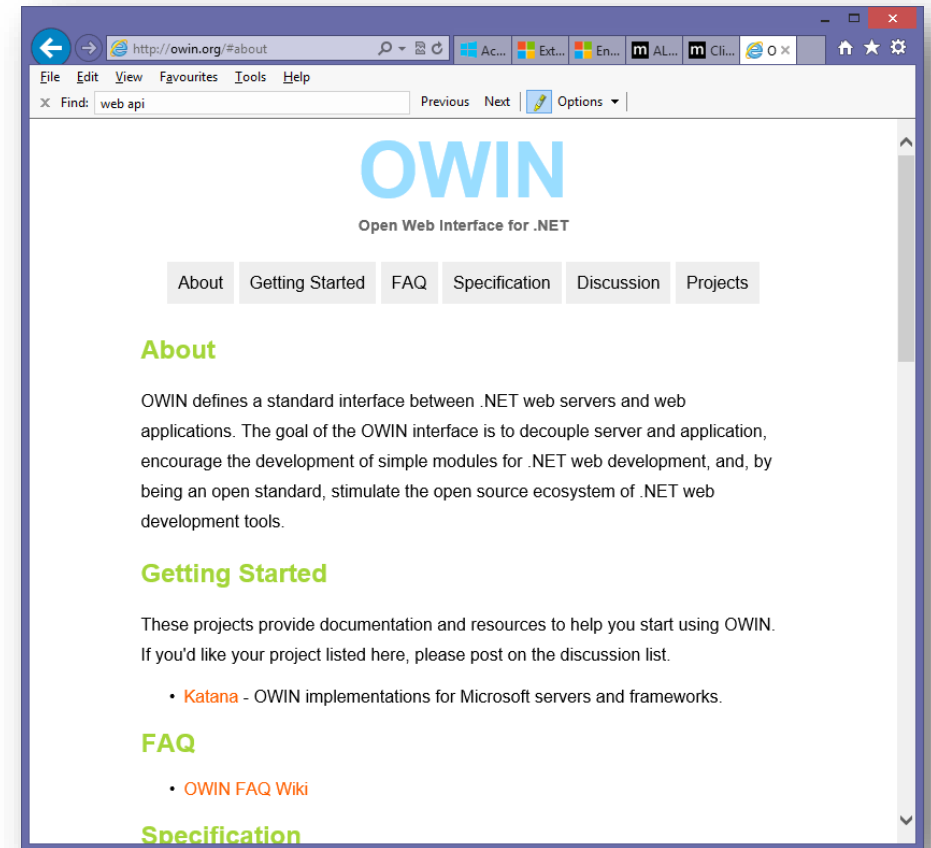 http://owin.org/#about
Ac...
Ext...
En...
m AL...
m Cli...
O
File Edit View Favourites Tools Help
x Find: web api Previous Next Options
OWIN
Open Web Interface for .NET
About Getting Started FAQ Specification Discussion Projects
About
OWIN defines a standard interface between .NET web servers and web
applications. The goal of the OWIN interface is to decouple server and application,
encourage the development of simple modules for .NET web development, and, by
being an open standard, stimulate the open source ecosystem of .NET web
development tools.
Getting Started
These projects provide documentation and resources to help you start using OWIN.
If you'd like your project listed here, please post on the discussion list.
• Katana - OWIN implementations for Microsoft servers and frameworks.
FAQ
• OWIN FAQ Wiki
Specification